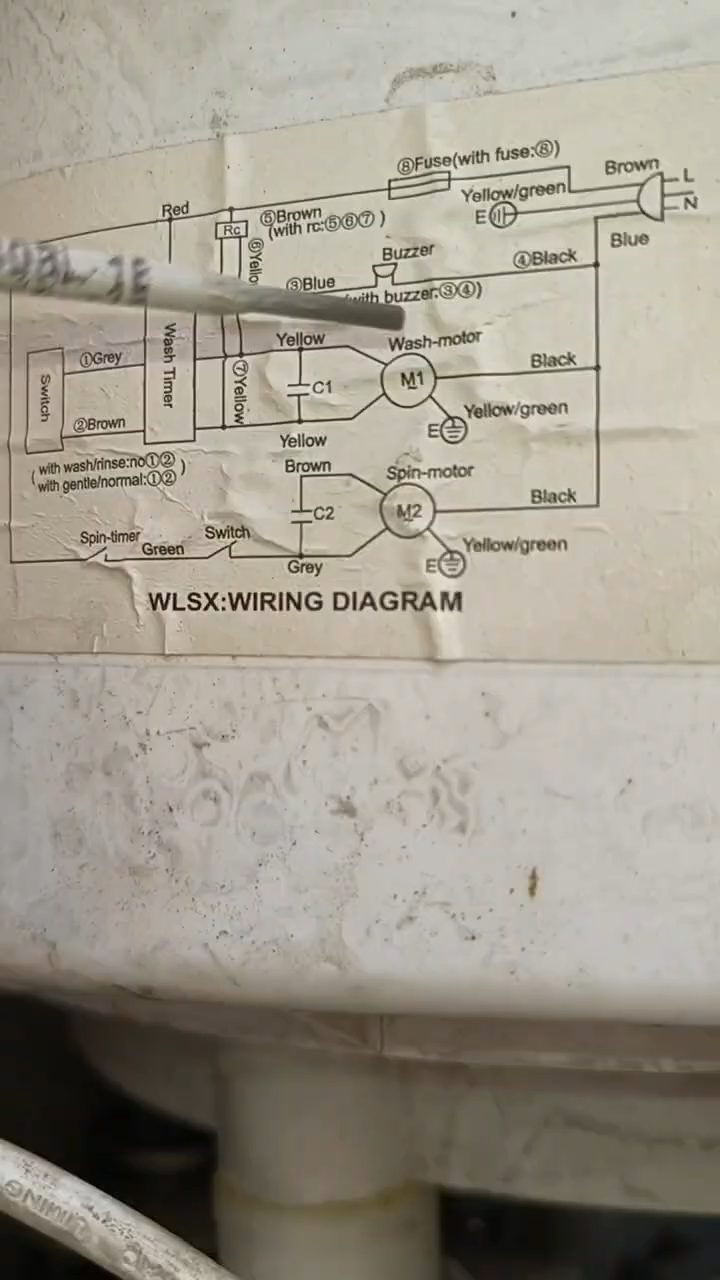 ⑧Fuse(with fuse:⑧)
Brown
L
Yellow/green
N
E
Red
⑤Brown
(with rc:⑤⑥⑦ )
Rc
Blue
Buzzer
④Black
③Blue
with buzzer:③④)
Yellow
Wash-motor
①Grey
Wash Timer
Switch
⑦Yellow
C1
M1
Black
Yellow/green
②Brown
E
Yellow
(with wash/rinse:no①②)
(with gentle/normal:①②)
Brown
Spin-motor
C2
M2
Black
Spin-timer
Switch
Green
Yellow/green
Grey
E
WLSX:WIRING DIAGRAM